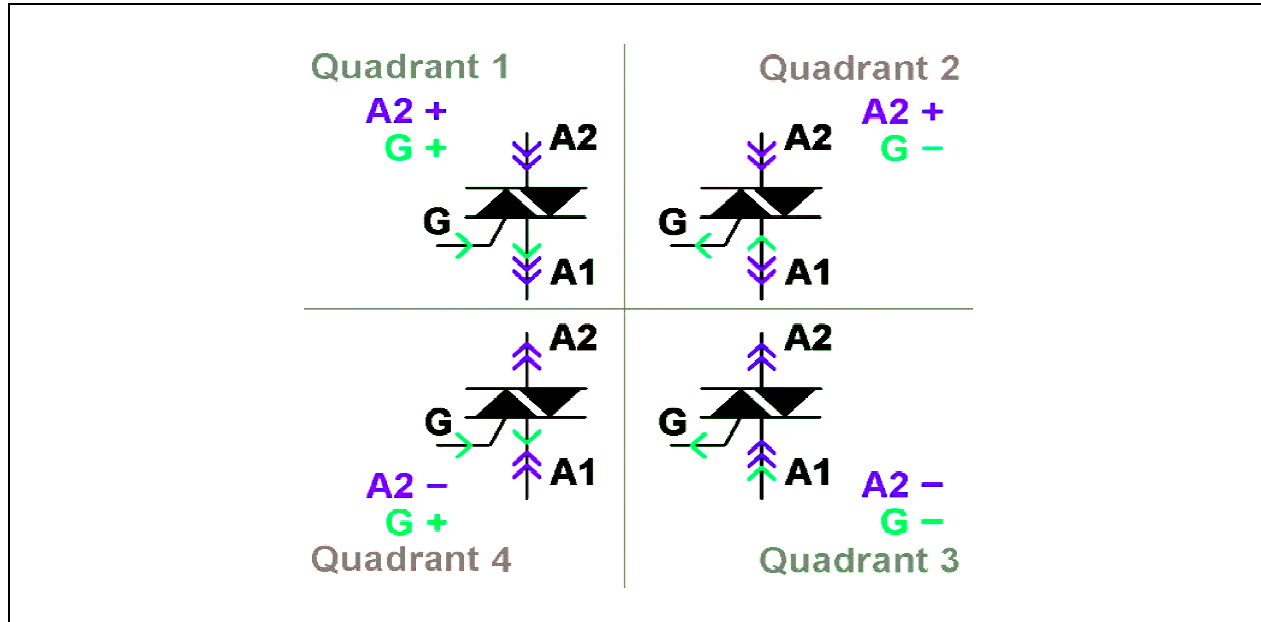 Quadrant 1
A2 +
G +
A2
G
A1
Quadrant 2
A2 +
G −
A2
G
A1
A2
G
A1
A2 −
G +
Quadrant 4
A2
G
A1
A2 −
G −
Quadrant 3